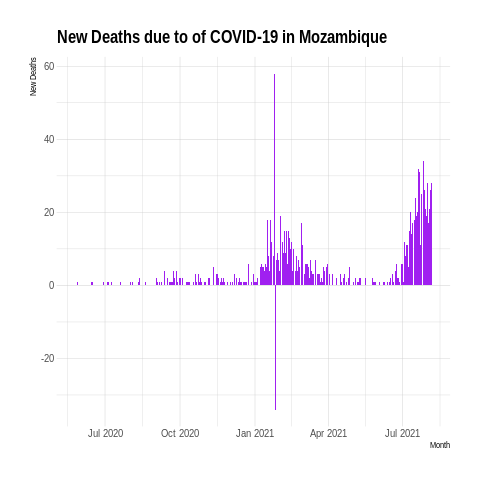 New Deaths due to of COVID-19 in Mozambique
New Deaths
60
40
20
0
-20
Jul 2020 Oct 2020 Jan 2021 Apr 2021 Jul 2021
Month